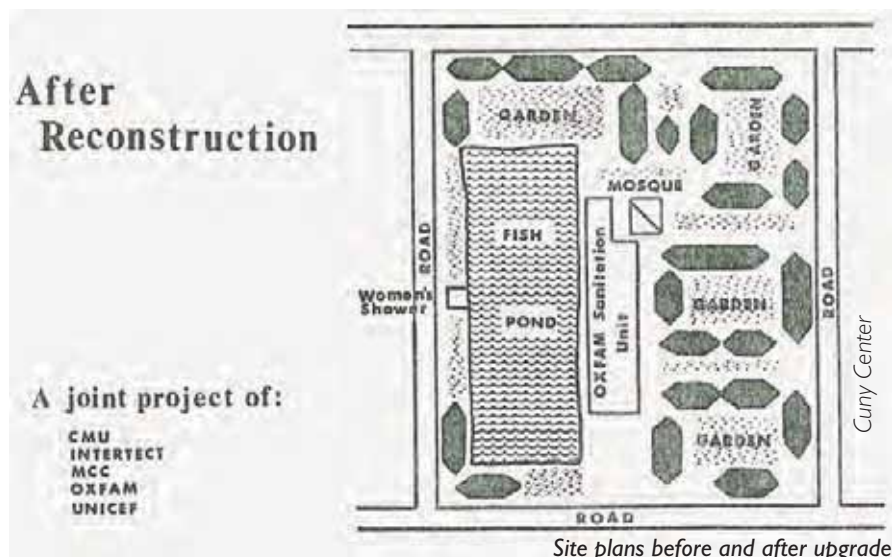 After
Reconstruction
GARDEN
GARDEN
MOSQUE
FISH
ROAD
Women's
Shower
POND
OXFAM Sanitation
Unit
GARDEN
ROAD
Cuny Center
A joint project of:
CMU
INTERTECT
MCC
OXFAM
UNICEF
GARDEN
ROAD
Site plans before and after upgrade